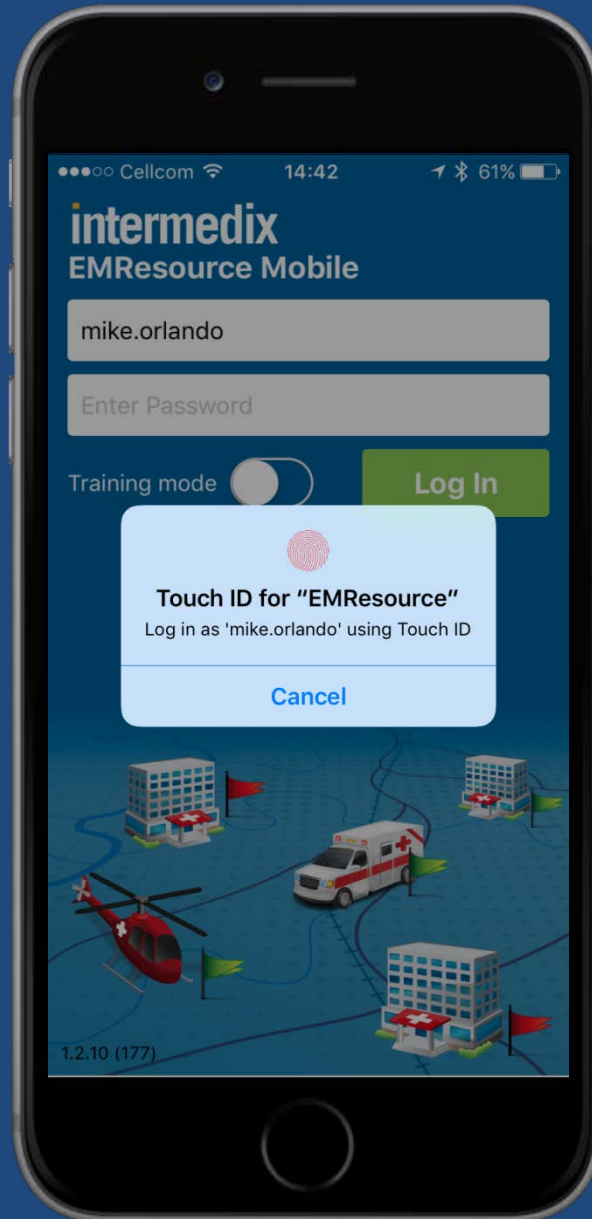 Cellcom 14:42 61%
intermedix
EMResource Mobile
mike.orlando
Enter Password
Training mode Log In
Touch ID for “EMResource”
Log in as 'mike.orlando' using Touch ID
Cancel
1.2.10 (177)